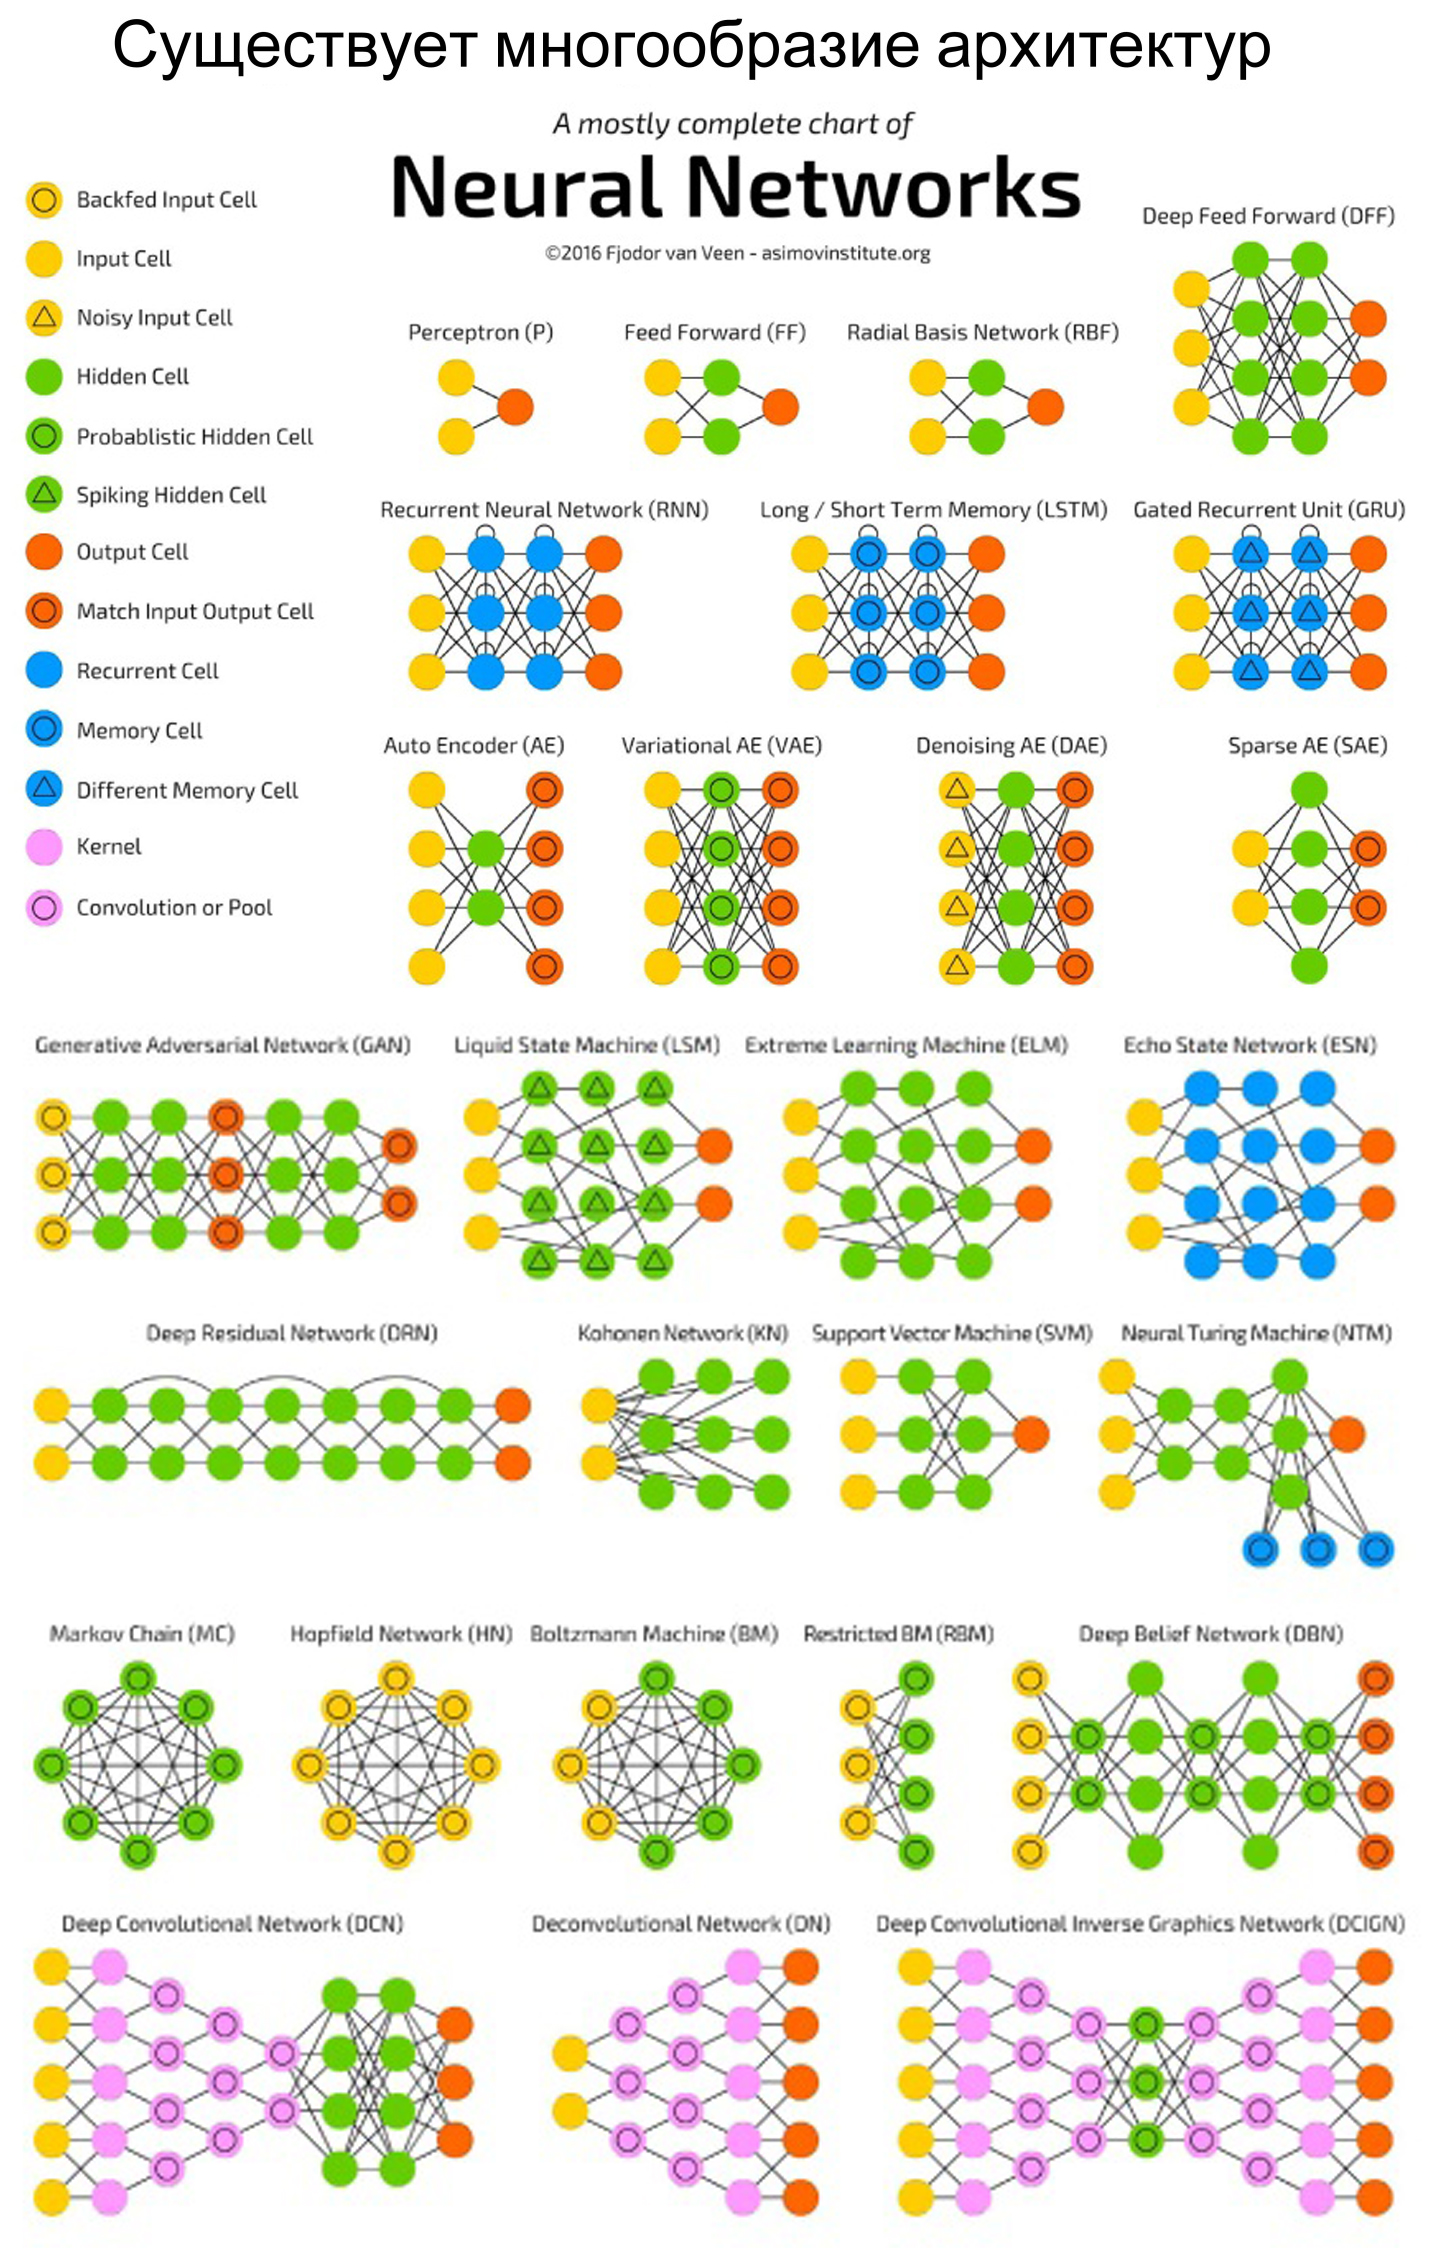 Существует многообразие архитектур
A mostly complete chart of
Neural Networks
©2016 Fjodor van Veen - asimovinstitute.org
Backfed Input Cell
Input Cell
Noisy Input Cell
Hidden Cell
Probablistic Hidden Cell
Spiking Hidden Cell
Output Cell
Match Input Output Cell
Recurrent Cell
Memory Cell
Different Memory Cell
Kernel
Convolution or Pool
Deep Feed Forward (DFF)
Perceptron (P)
Feed Forward (FF)
Radial Basis Network (RBF)
Recurrent Neural Network (RNN)
Long / Short Term Memory (LSTM)
Gated Recurrent Unit (GRU)
Auto Encoder (AE)
Variational AE (VAE)
Denoising AE (DAE)
Sparse AE (SAE)
Generative Adversarial Network (GAN)
Liquid State Machine (LSM)
Extreme Learning Machine (ELM)
Echo State Network (ESN)
Deep Residual Network (DRN)
Kohonen Network (KN)
Support Vector Machine (SVM)
Neural Turing Machine (NTM)
Markov Chain (MC)
Hopfield Network (HN)
Boltzmann Machine (BM)
Restricted BM (RBM)
Deep Belief Network (DBN)
Deep Convolutional Network (DCN)
Deconvolutional Network (DN)
Deep Convolutional Inverse Graphics Network (DCIGN)